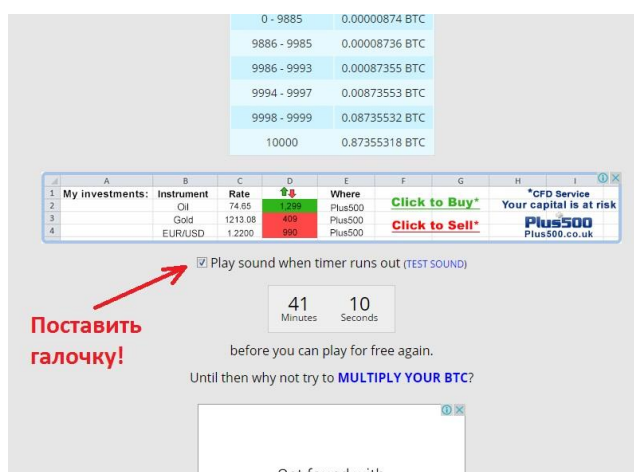 0 - 9885 0.00000874 BTC
9886 - 9985 0.00008736 BTC
9986 - 9993 0.00087355 BTC
9994 - 9997 0.00873553 BTC
9998 - 9999 0.08735532 BTC
10000 0.87355318 BTC
A B C D E F G H I
1 My investments: Instrument Rate Where *CFD Service
2 Oil 74.65 1,299 Plus500 Click to Buy* Your capital is at risk
3 Gold 1213.08 409 Plus500 Click to Sell* Plus500
4 EUR/USD 1.2200 990 Plus500 Plus500.co.uk
Play sound when timer runs out (TEST SOUND)
41 10
Minutes Seconds
Поставить
галочку!
before you can play for free again.
Until then why not try to MULTIPLY YOUR BTC?